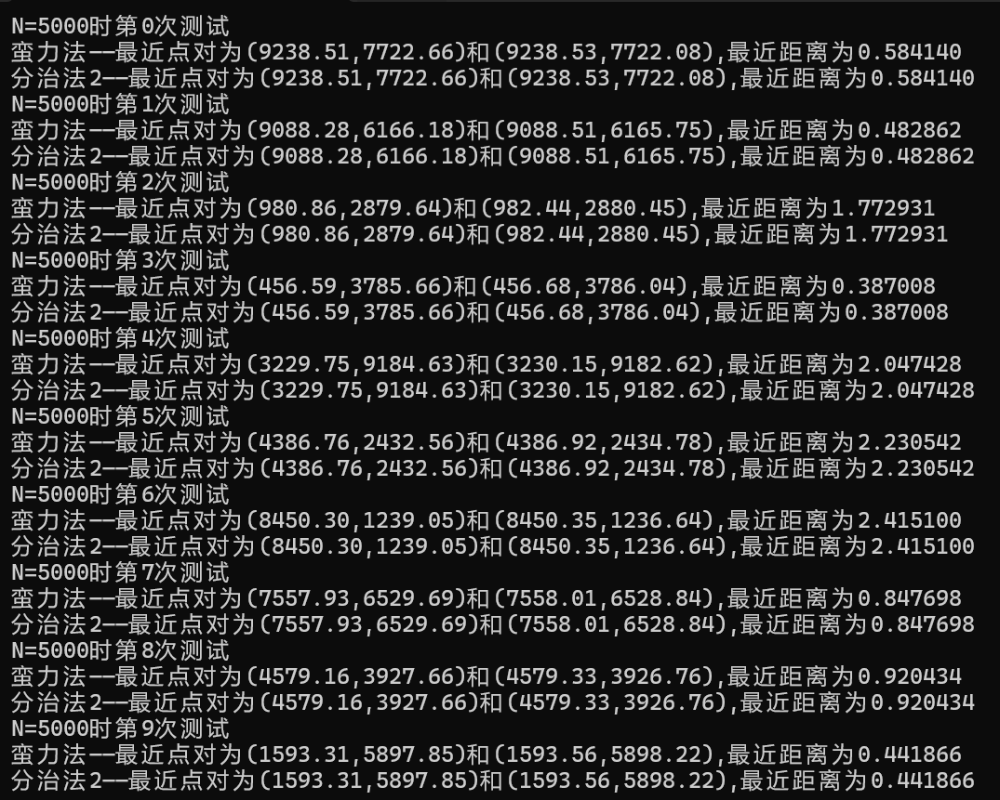 N=5000时第0次测试
蛮力法——最近点对为(9238.51,7722.66)和(9238.53,7722.08),最近距离为0.584140
分治法2——最近点对为(9238.51,7722.66)和(9238.53,7722.08),最近距离为0.584140
N=5000时第1次测试
蛮力法——最近点对为(9088.28,6166.18)和(9088.51,6165.75),最近距离为0.482862
分治法2——最近点对为(9088.28,6166.18)和(9088.51,6165.75),最近距离为0.482862
N=5000时第2次测试
蛮力法——最近点对为(980.86,2879.64)和(982.44,2880.45),最近距离为1.772931
分治法2——最近点对为(980.86,2879.64)和(982.44,2880.45),最近距离为1.772931
N=5000时第3次测试
蛮力法——最近点对为(456.59,3785.66)和(456.68,3786.04),最近距离为0.387008
分治法2——最近点对为(456.59,3785.66)和(456.68,3786.04),最近距离为0.387008
N=5000时第4次测试
蛮力法——最近点对为(3229.75,9184.63)和(3230.15,9182.62),最近距离为2.047428
分治法2——最近点对为(3229.75,9184.63)和(3230.15,9182.62),最近距离为2.047428
N=5000时第5次测试
蛮力法——最近点对为(4386.76,2432.56)和(4386.92,2434.78),最近距离为2.230542
分治法2——最近点对为(4386.76,2432.56)和(4386.92,2434.78),最近距离为2.230542
N=5000时第6次测试
蛮力法——最近点对为(8450.30,1239.05)和(8450.35,1236.64),最近距离为2.415100
分治法2——最近点对为(8450.30,1239.05)和(8450.35,1236.64),最近距离为2.415100
N=5000时第7次测试
蛮力法——最近点对为(7557.93,6529.69)和(7558.01,6528.84),最近距离为0.847698
分治法2——最近点对为(7557.93,6529.69)和(7558.01,6528.84),最近距离为0.847698
N=5000时第8次测试
蛮力法——最近点对为(4579.16,3927.66)和(4579.33,3926.76),最近距离为0.920434
分治法2——最近点对为(4579.16,3927.66)和(4579.33,3926.76),最近距离为0.920434
N=5000时第9次测试
蛮力法——最近点对为(1593.31,5897.85)和(1593.56,5898.22),最近距离为0.441866
分治法2——最近点对为(1593.31,5897.85)和(1593.56,5898.22),最近距离为0.441866